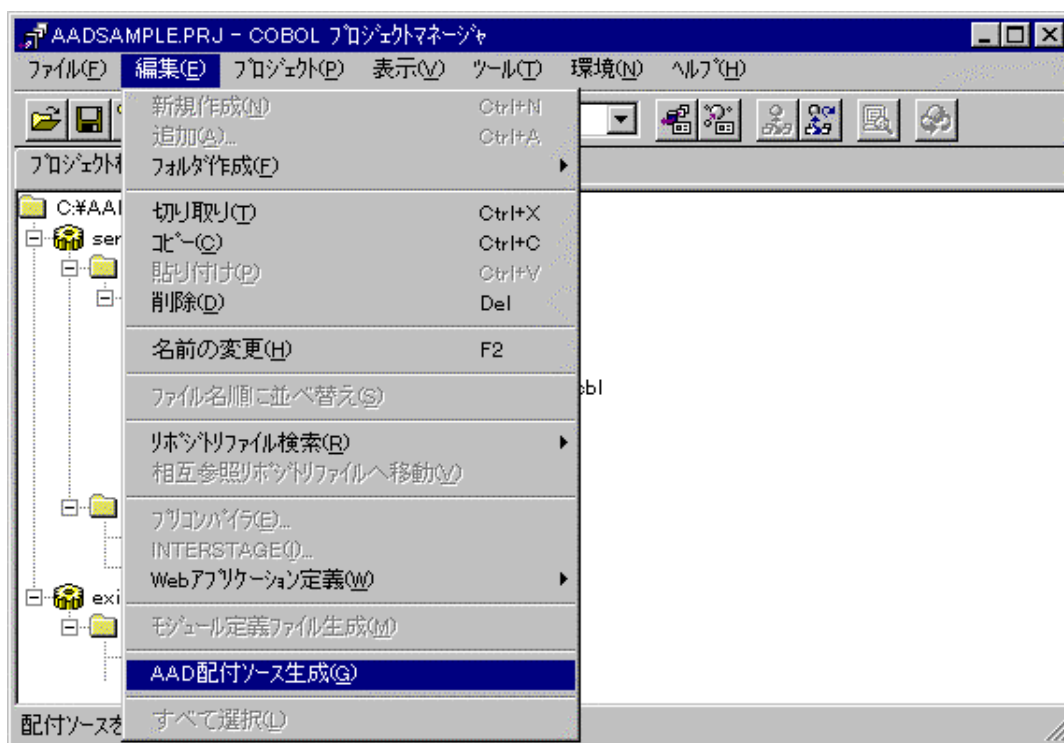 AADSAMPLE.PRJ - COBOL ﾌﾟﾛｼﾞｪｸﾄﾏﾈｰｼﾞｬ
ﾌｧｲﾙ(F) 編集(E) ﾌﾟﾛｼﾞｪｸﾄ(P) 表示(V) ﾂｰﾙ(T) 環境(N) ﾍﾙﾌﾟ(H)
新規作成(N) Ctrl+N
追加(A)... Ctrl+A
ﾌﾟﾛｼﾞｪｸﾄ
ﾌｫﾙﾀﾞ作成(F)
C:¥AA
切り取り(T) Ctrl+X
ser
ｺﾋﾟｰ(C) Ctrl+C
貼り付け(P) Ctrl+V
削除(D) Del
名前の変更(H) F2
ﾌｧｲﾙ名順に並べ替え(S)
cbl
ﾘﾎﾟｼﾞﾄﾘﾌｧｲﾙ検索(R)
相互参照ﾘﾎﾟｼﾞﾄﾘﾌｧｲﾙへ移動(V)
ﾌﾟﾘｺﾝﾊﾟｲﾗ(E)...
INTERSTAGE(I)...
Webｱﾌﾟﾘｹｰｼｮﾝ定義(W)
exi
ﾓｼﾞｭｰﾙ定義ﾌｧｲﾙ生成(M)
AAD配付ｿｰｽ生成(G)
すべて選択(L)
配付ｿｰｽを